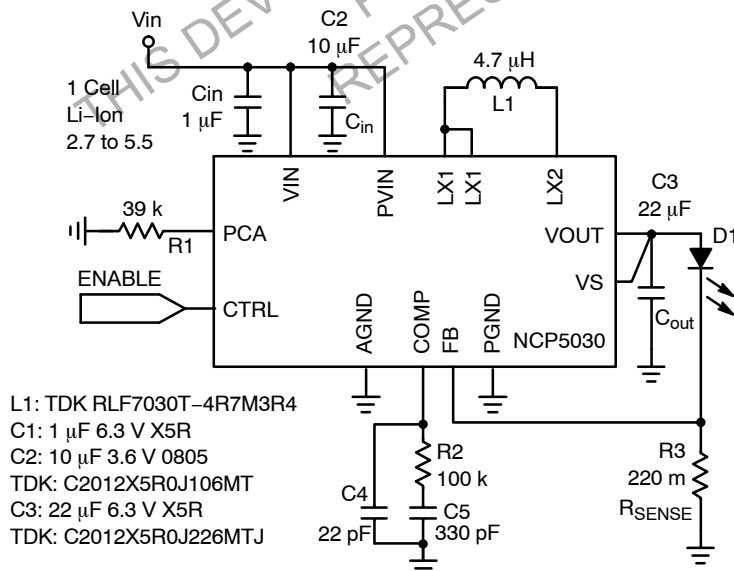 THIS DEV
REPRES
Vin
C2
10 μF
1 Cell
Li–Ion
2.7 to 5.5
Cin
1 μF
Cin
4.7 μH
L1
VIN
PVIN
LX1
LX1
LX2
C3
22 μF
39 k
R1
PCA
VOUT
D1
ENABLE
CTRL
VS
Cout
AGND
COMP
FB
PGND
NCP5030
L1: TDK RLF7030T–4R7M3R4
C1: 1 μF 6.3 V X5R
C2: 10 μF 3.6 V 0805
TDK: C2012X5R0J106MT
C3: 22 μF 6.3 V X5R
TDK: C2012X5R0J226MTJ
R2
100 k
C4
22 pF
C5
330 pF
R3
220 m
RSENSE